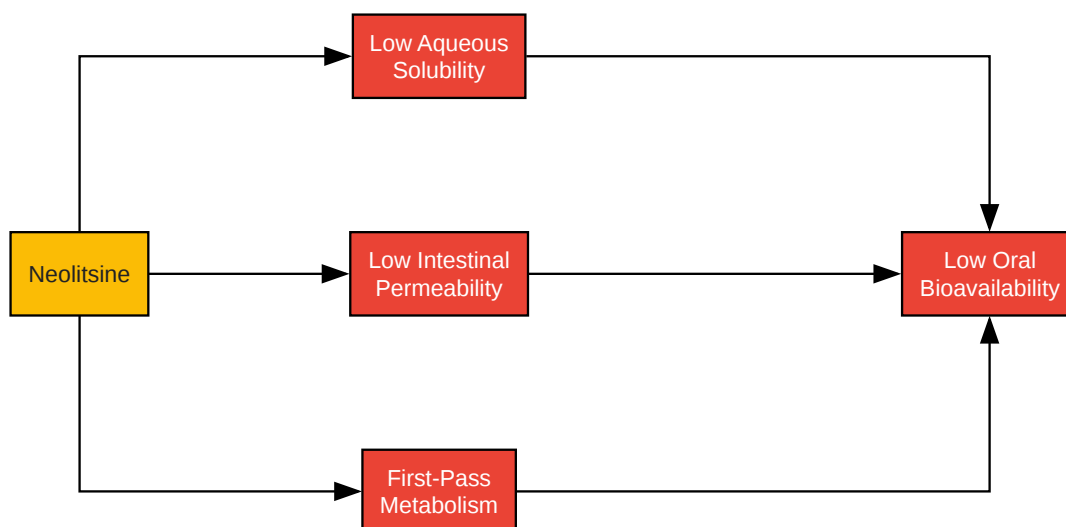 Low Aqueous
Solubility
Neolitsine
Low Intestinal
Permeability
Low Oral
Bioavailability
First-Pass
Metabolism